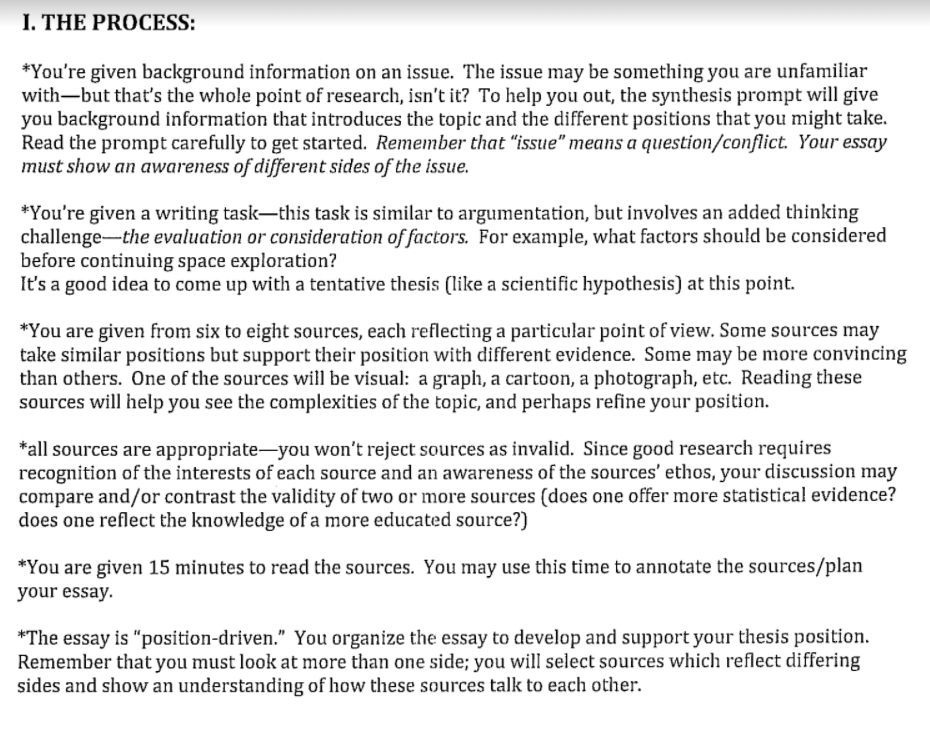 I. THE PROCESS:
*You're given background information on an issue.  The issue may be something you are unfamiliar
with—but that's the whole point of research, isn't it?  To help you out, the synthesis prompt will give
you background information that introduces the topic and the different positions that you might take.
Read the prompt carefully to get started.  Remember that "issue" means a question/conflict.  Your essay
must show an awareness of different sides of the issue.
*You're given a writing task—this task is similar to argumentation, but involves an added thinking
challenge—the evaluation or consideration of factors.  For example, what factors should be considered
before continuing space exploration?
It's a good idea to come up with a tentative thesis (like a scientific hypothesis) at this point.
*You are given from six to eight sources, each reflecting a particular point of view. Some sources may
take similar positions but support their position with different evidence.  Some may be more convincing
than others.  One of the sources will be visual:  a graph, a cartoon, a photograph, etc.  Reading these
sources will help you see the complexities of the topic, and perhaps refine your position.
*all sources are appropriate—you won't reject sources as invalid.  Since good research requires
recognition of the interests of each source and an awareness of the sources' ethos, your discussion may
compare and/or contrast the validity of two or more sources (does one offer more statistical evidence?
does one reflect the knowledge of a more educated source?)
*You are given 15 minutes to read the sources.  You may use this time to annotate the sources/plan
your essay.
*The essay is "position-driven."  You organize the essay to develop and support your thesis position.
Remember that you must look at more than one side; you will select sources which reflect differing
sides and show an understanding of how these sources talk to each other.